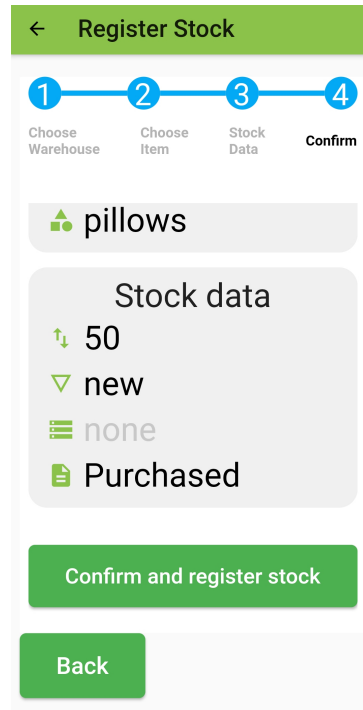 Register Stock
1 2 3 4
Choose Warehouse
Choose Item
Stock Data
Confirm
pillows
Stock data
50
new
none
Purchased
Confirm and register stock
Back